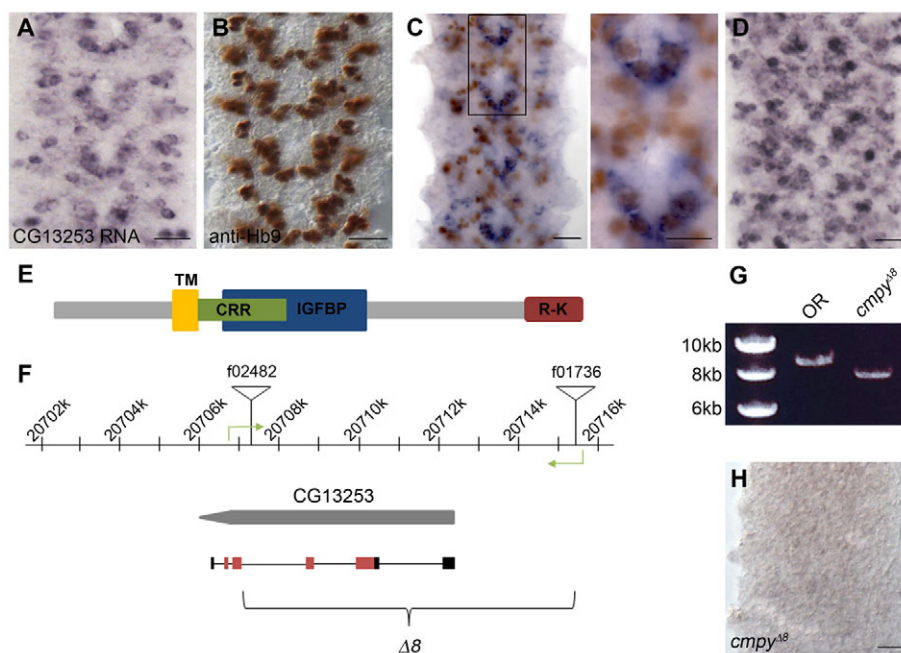 A
CG13253 RNA
B
anti-Hb9
C
D
E
TM
CRR
IGFBP
R-K
F
f02482
f01736
20702k
20704k
20706k
20708k
20710k
20712k
20714k
20716k
CG13253
Δ8
G
OR
cmpyΔ8
10kb
8kb
6kb
H
cmpyΔ8